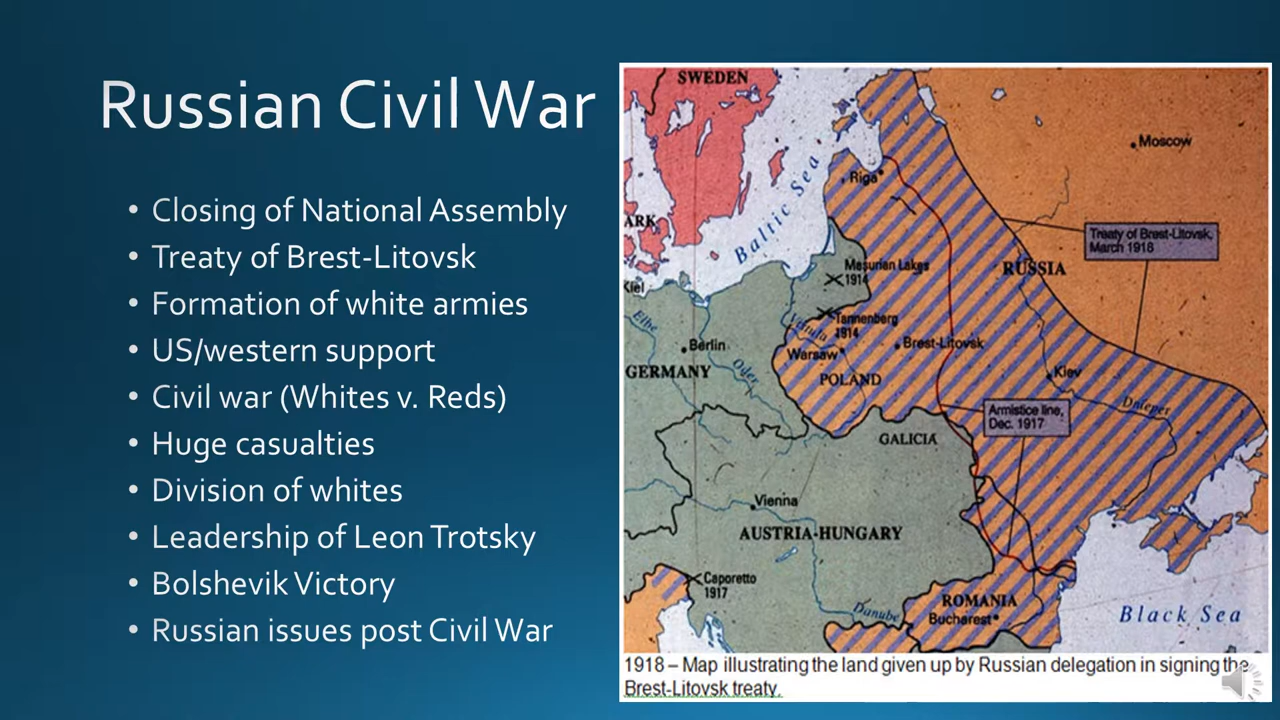 Russian Civil War
• Closing of National Assembly
• Treaty of Brest-Litovsk
• Formation of white armies
• US/western support
• Civil war (Whites v. Reds)
• Huge casualties
• Division of whites
• Leadership of Leon Trotsky
• Bolshevik Victory
• Russian issues post Civil War
SWEDEN
Moscow
Riga
Baltic Sea
ARK
Treaty of Brest-Litovsk,
March 1918
RUSSIA
Masurian Lakes
1914
Kiel
Elbe
Vistula
Tannenberg
1914
Berlin
Oder
Warsaw
Brest-Litovsk
GERMANY
POLAND
Kiev
Dnieper
Armistice line,
Dec. 1917
GALICIA
Vienna
AUSTRIA-HUNGARY
Caporetto
1917
Danube
ROMANIA
Bucharest
Black Sea
1918 – Map illustrating the land given up by Russian delegation in signing the
Brest-Litovsk treaty.